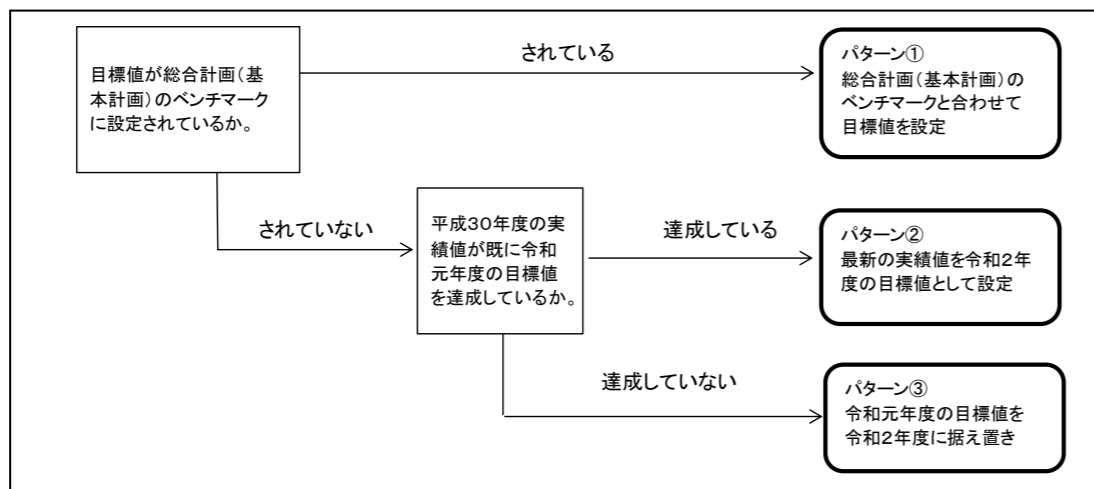 目標値が総合計画(基
本計画)のベンチマーク
に設定されているか。
されている
パターン①
総合計画(基本計画)の
ベンチマークと合わせて
目標値を設定
されていない
平成30年度の実
績値が既に令和
元年度の目標値
を達成しているか。
達成している
パターン②
最新の実績値を令和2年
度の目標値として設定
達成していない
パターン③
令和元年度の目標値を
令和2年度に据え置き